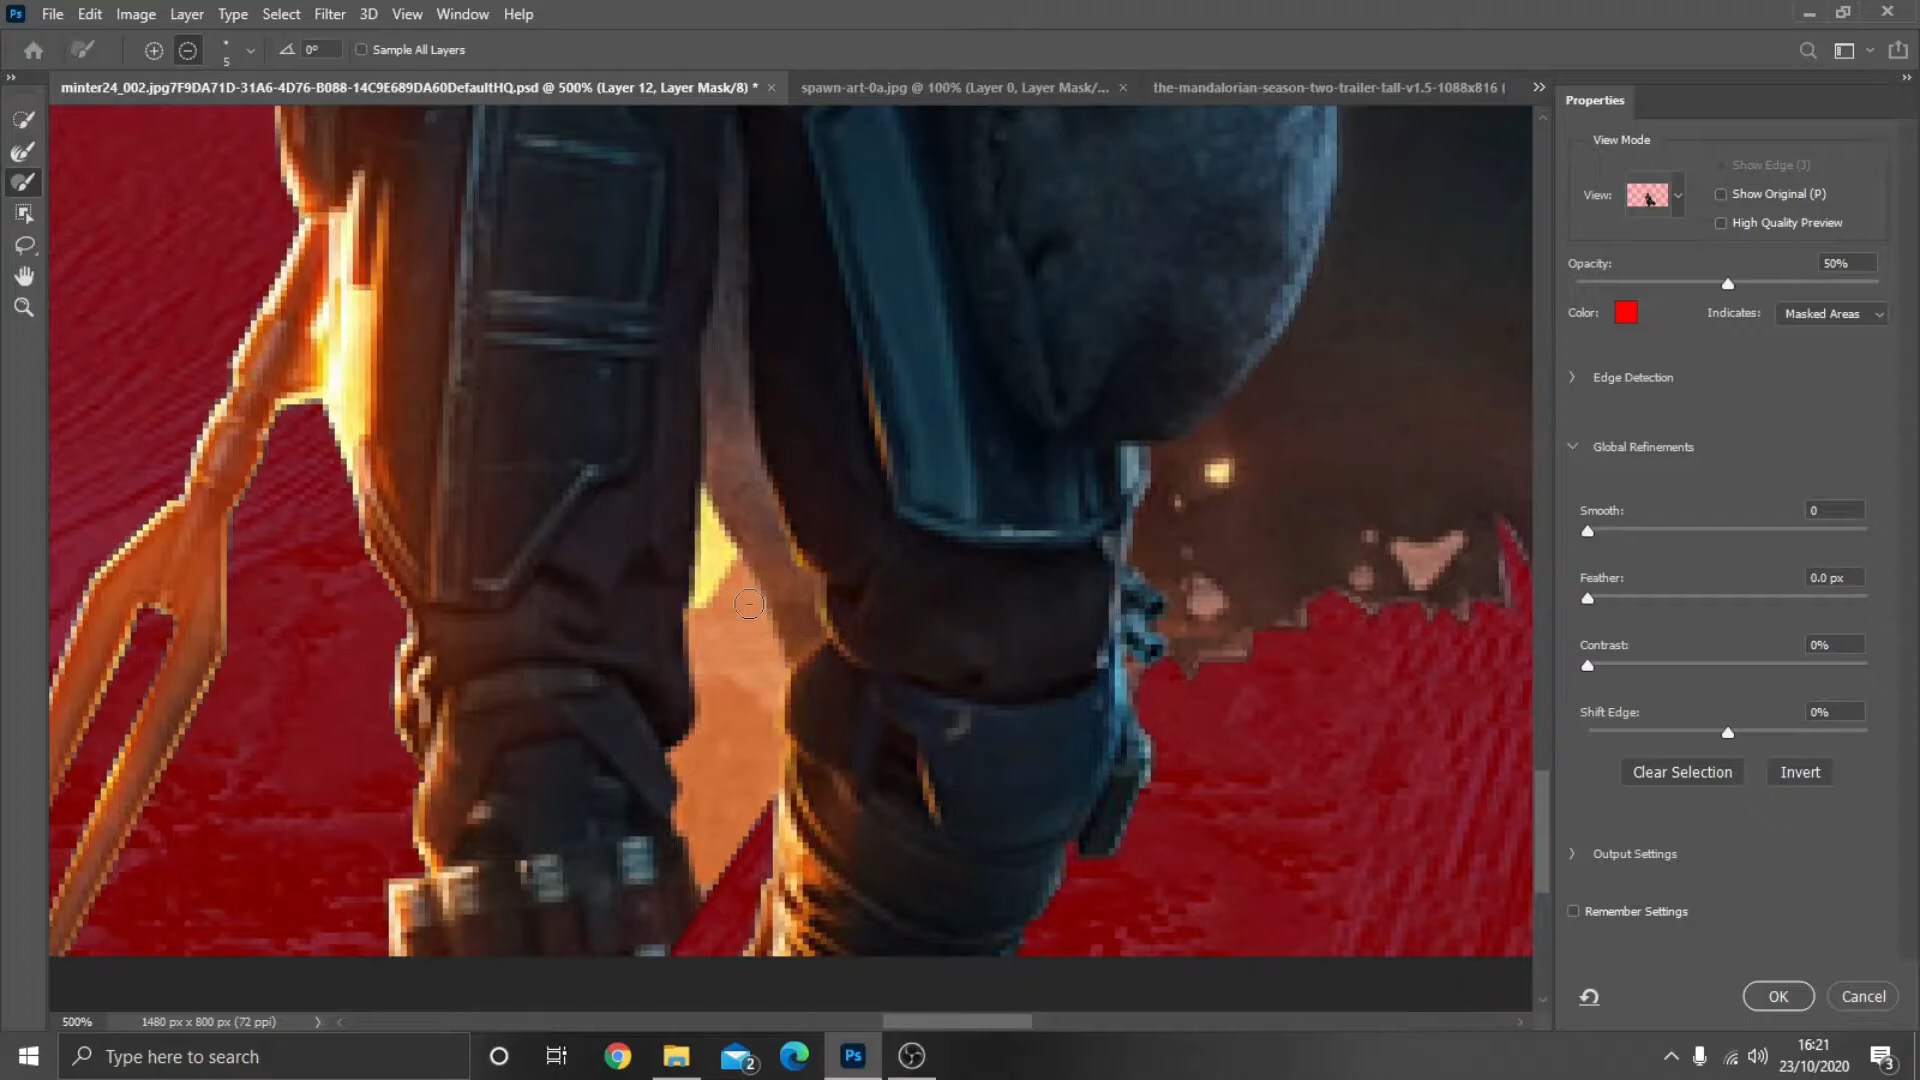 Ps File Edit Image Layer Type Select Filter 3D View Window Help
5 0° Sample All Layers
minter24_002.jpg7F9DA71D-31A6-4D76-B088-14C9E689DA60DefaultHQ.psd @ 500% (Layer 12, Layer Mask/8) * spawn-art-0a.jpg @ 100% (Layer 0, Layer Mask/... the-mandalorian-season-two-trailer-tall-v1.5-1088x816 (
Properties
View Mode
Show Edge (3)
View: Show Original (P)
High Quality Preview
Opacity: 50%
Color: Indicates: Masked Areas
Edge Detection
Global Refinements
Smooth: 0
Feather: 0.0 px
Contrast: 0%
Shift Edge: 0%
Clear Selection Invert
Output Settings
Remember Settings
OK Cancel
500% 1480 px x 800 px (72 ppi)
Type here to search 2 Ps 16:21
23/10/2020 3